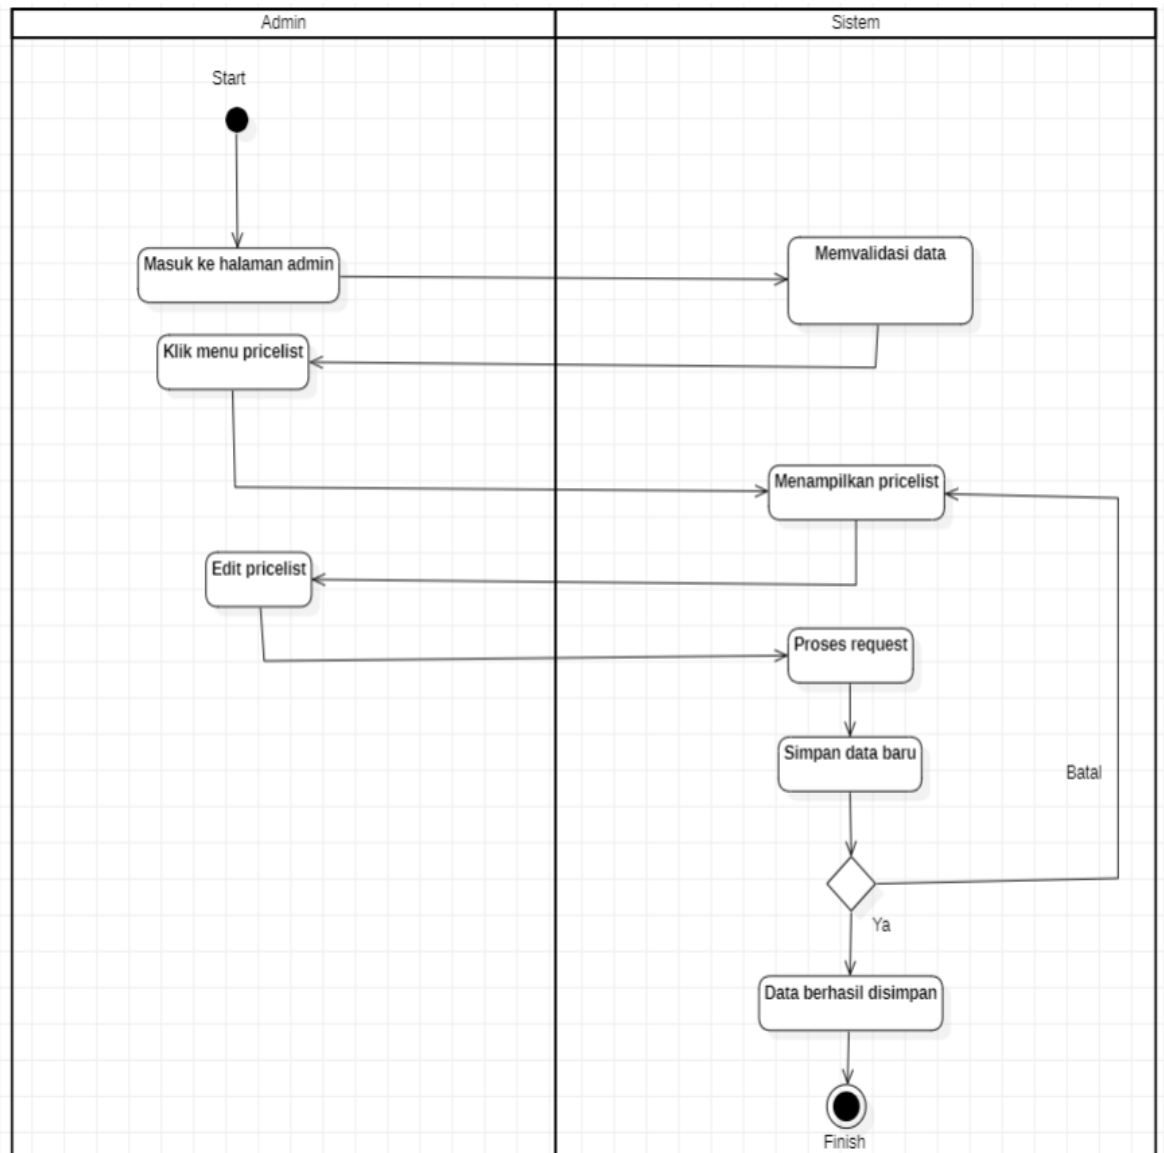 Admin
Sistem
Start
Masuk ke halaman admin
Memvalidasi data
Klik menu pricelist
Menampilkan pricelist
Edit pricelist
Proses request
Simpan data baru
Batal
Ya
Data berhasil disimpan
Finish